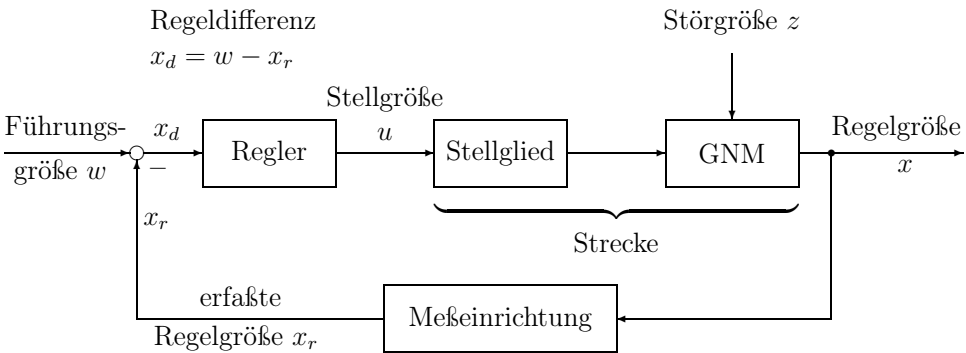 Regeldifferenz
x_d = w − x_r
Störgröße z
Führungs-
größe w
x_d
−
x_r
Regler
Stellgröße
u
Stellglied
GNM
Regelgröße
x
Strecke
erfaßte
Regelgröße x_r
Meßeinrichtung